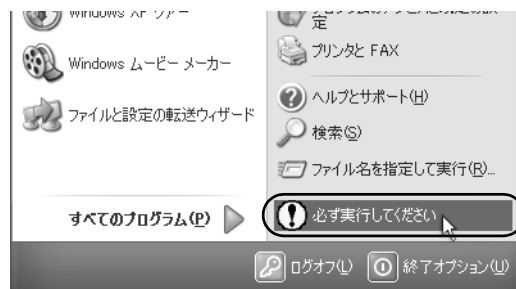 Windows XP ツアー
Windows ムービー メーカー
ファイルと設定の転送ウィザード
すべてのプログラム(P)
定
プリンタと FAX
ヘルプとサポート(H)
検索(S)
ファイル名を指定して実行(R)...
必ず実行してください
ログオフ(L)
終了オプション(U)